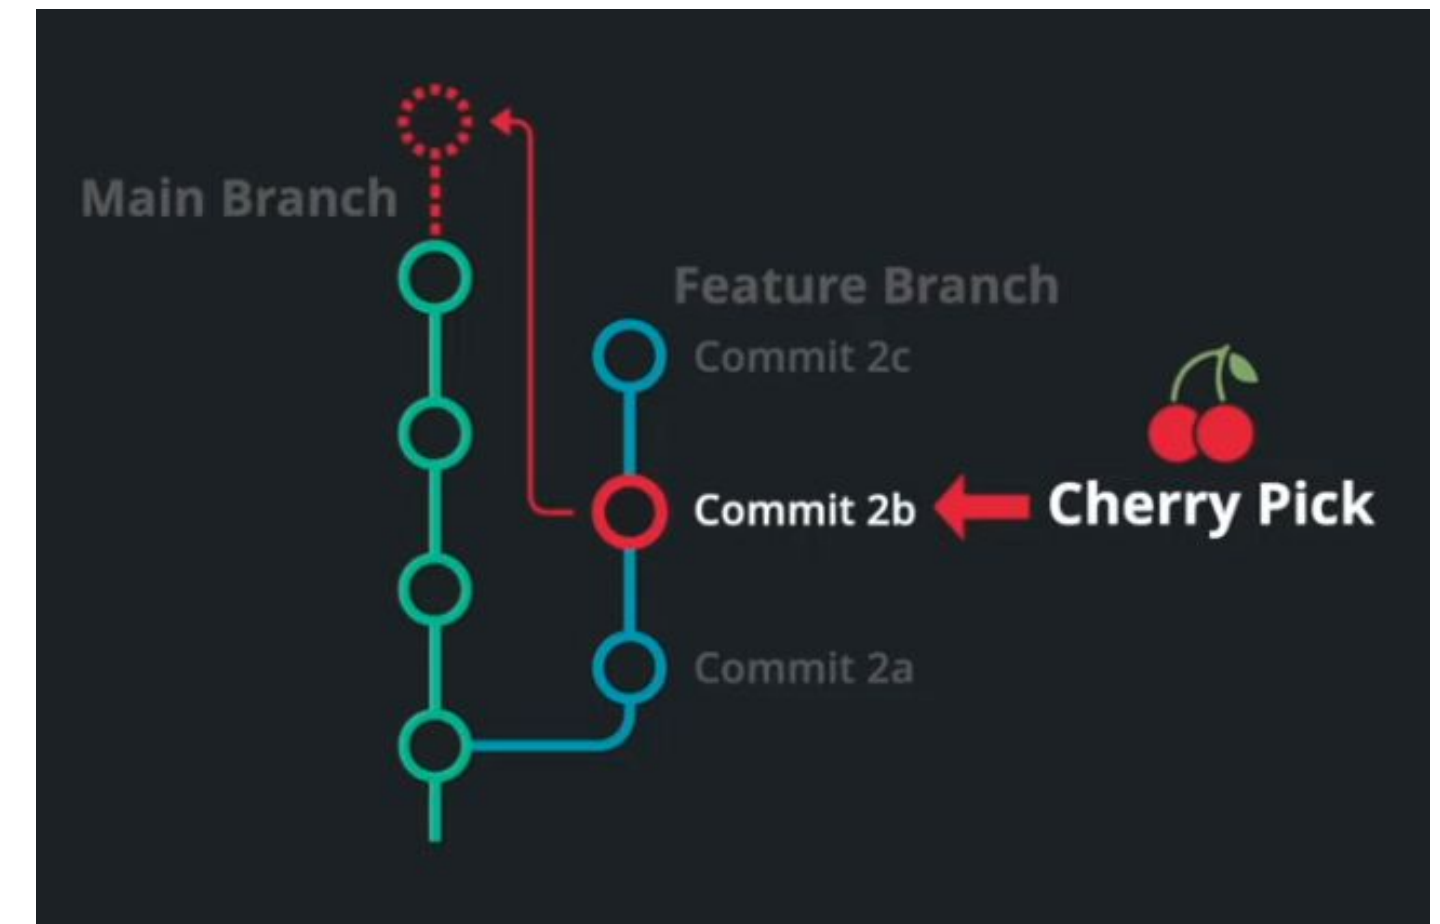 Main Branch
Feature Branch
Commit 2c
Commit 2b
Cherry Pick
Commit 2a